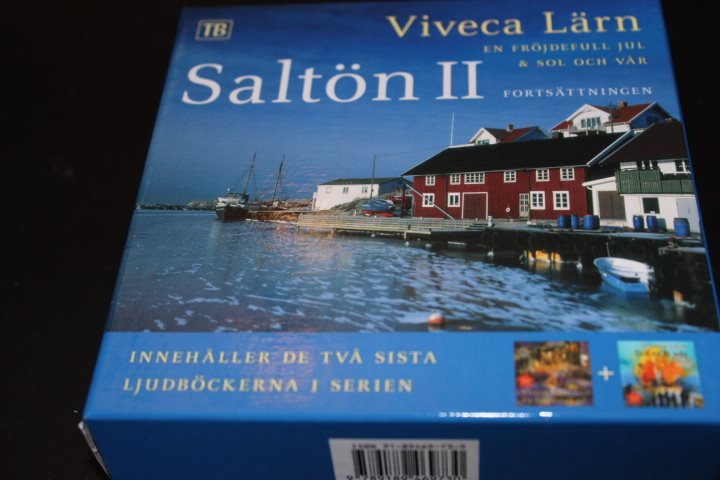 TB
Viveca Lärn
EN FRÖJDEFULL JUL
& SOL OCH VÅR
Saltön II
FORTSÄTTNINGEN
INNEHÅLLER DE TVÅ SISTA
LJUDBÖCKERNA I SERIEN
+